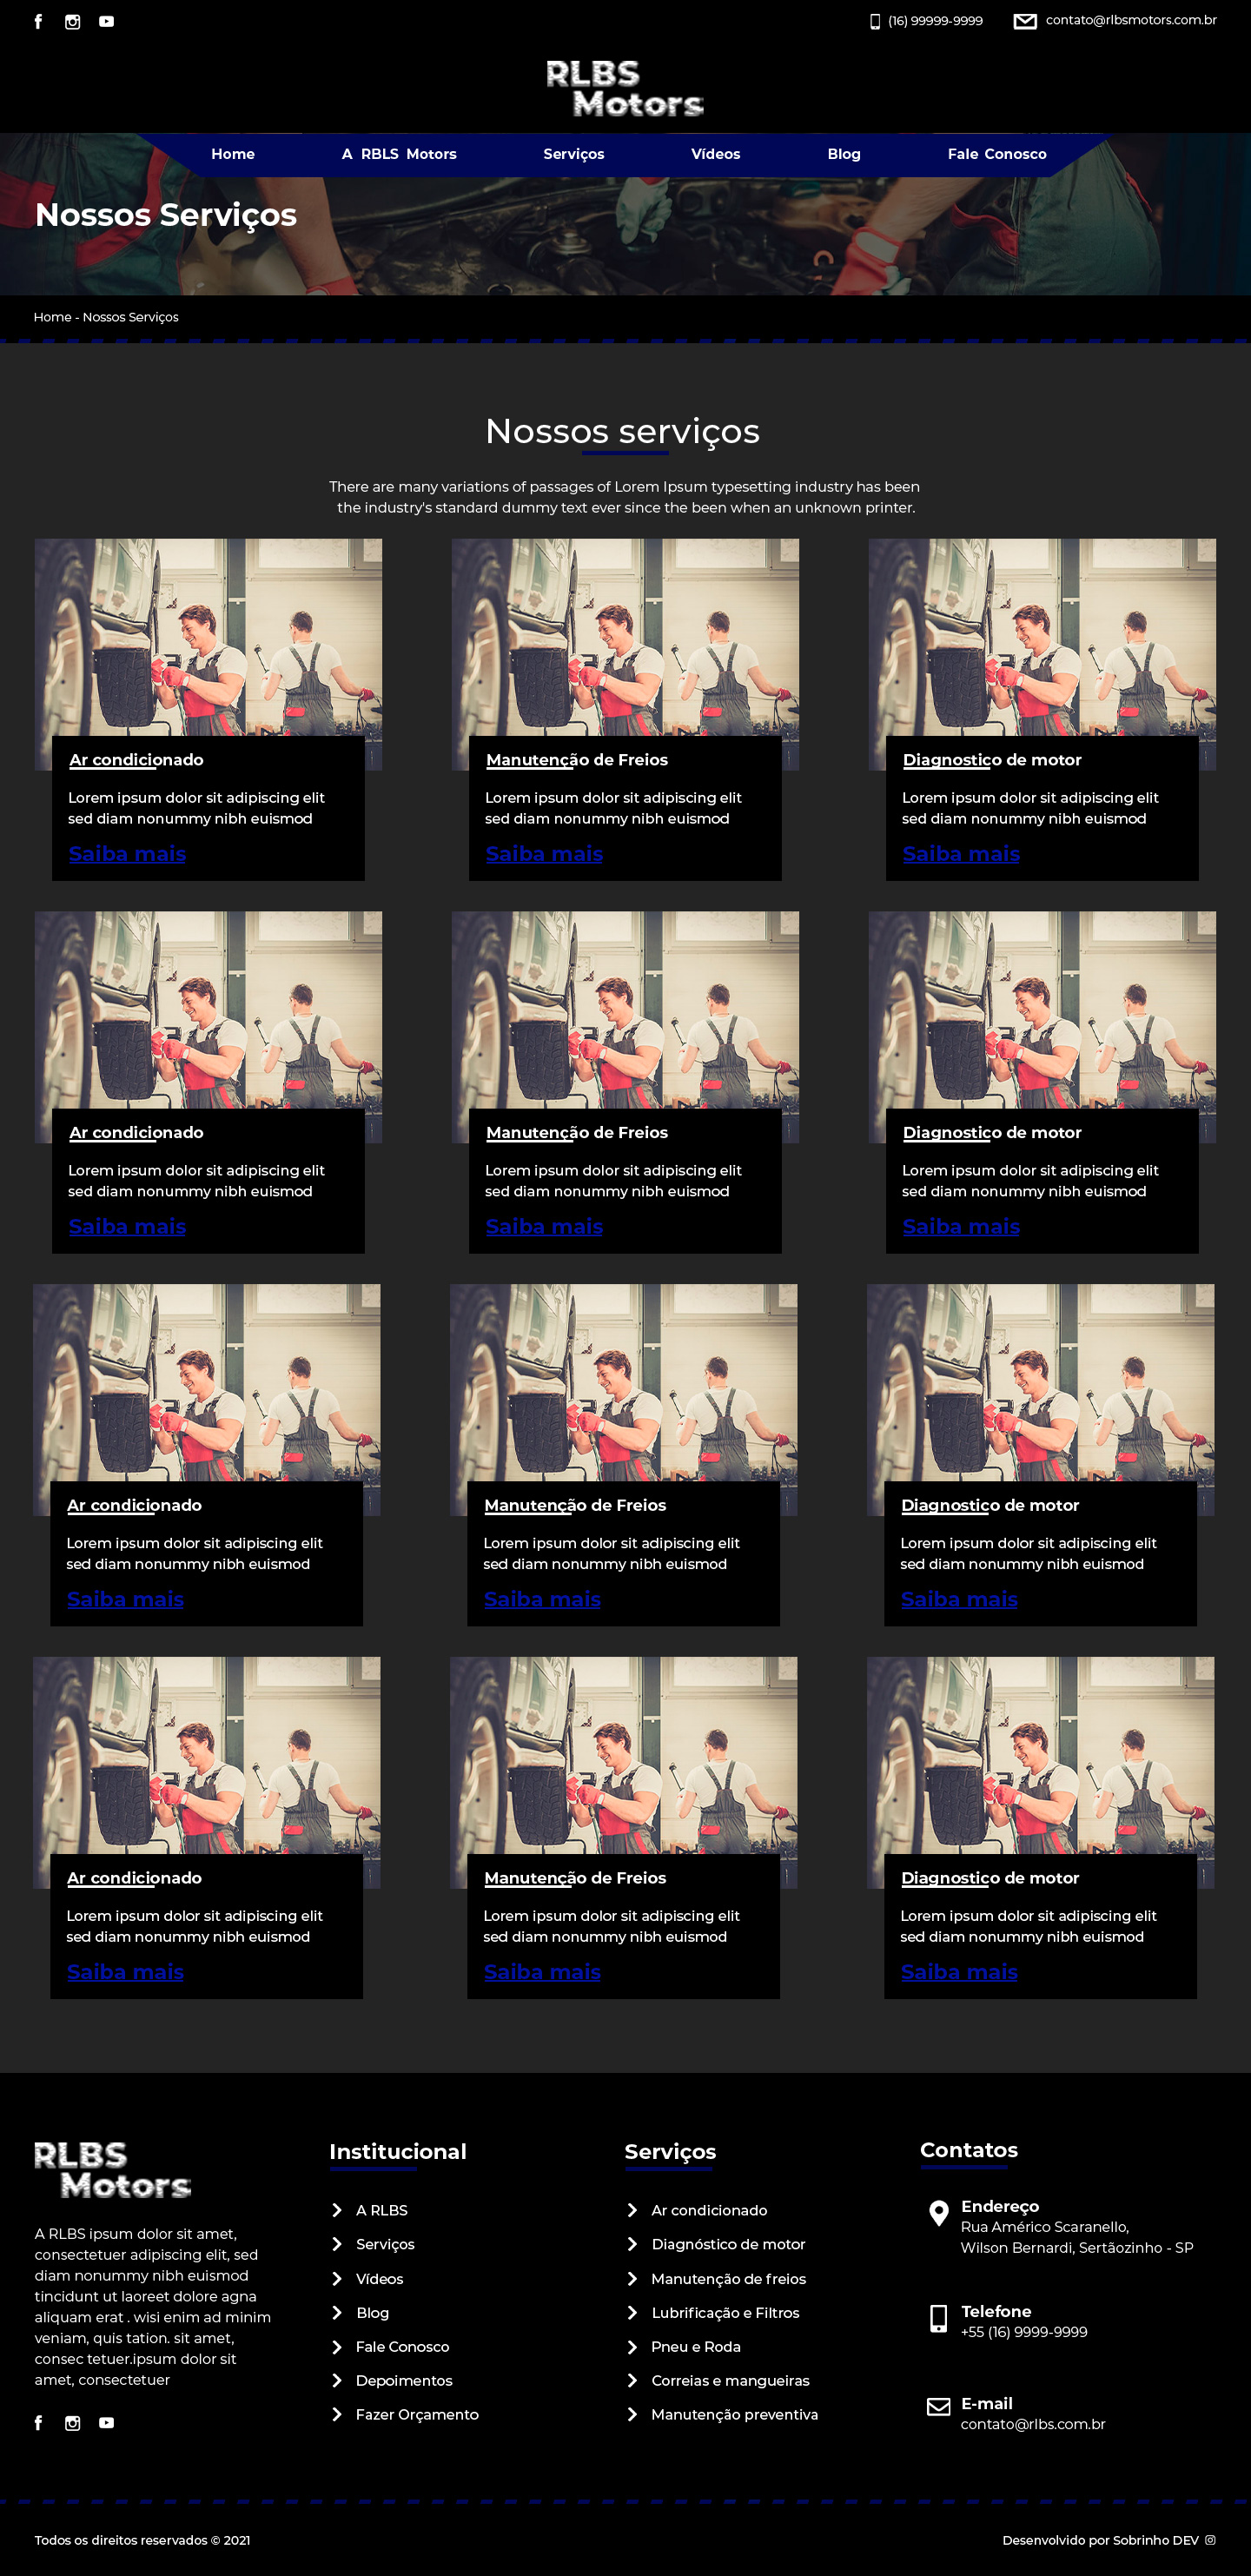 (16) 99999-9999 contato@rlbsmotors.com.br
RLBS
Motors
Home A RBLS Motors Serviços Vídeos Blog Fale Conosco
Nossos Serviços
Home - Nossos Serviços
Nossos serviços
There are many variations of passages of Lorem Ipsum typesetting industry has been
the industry's standard dummy text ever since the been when an unknown printer.
Ar condicionado
Lorem ipsum dolor sit adipiscing elit
sed diam nonummy nibh euismod
Saiba mais
Manutenção de Freios
Lorem ipsum dolor sit adipiscing elit
sed diam nonummy nibh euismod
Saiba mais
Diagnostico de motor
Lorem ipsum dolor sit adipiscing elit
sed diam nonummy nibh euismod
Saiba mais
Ar condicionado
Lorem ipsum dolor sit adipiscing elit
sed diam nonummy nibh euismod
Saiba mais
Manutenção de Freios
Lorem ipsum dolor sit adipiscing elit
sed diam nonummy nibh euismod
Saiba mais
Diagnostico de motor
Lorem ipsum dolor sit adipiscing elit
sed diam nonummy nibh euismod
Saiba mais
Ar condicionado
Lorem ipsum dolor sit adipiscing elit
sed diam nonummy nibh euismod
Saiba mais
Manutenção de Freios
Lorem ipsum dolor sit adipiscing elit
sed diam nonummy nibh euismod
Saiba mais
Diagnostico de motor
Lorem ipsum dolor sit adipiscing elit
sed diam nonummy nibh euismod
Saiba mais
Ar condicionado
Lorem ipsum dolor sit adipiscing elit
sed diam nonummy nibh euismod
Saiba mais
Manutenção de Freios
Lorem ipsum dolor sit adipiscing elit
sed diam nonummy nibh euismod
Saiba mais
Diagnostico de motor
Lorem ipsum dolor sit adipiscing elit
sed diam nonummy nibh euismod
Saiba mais
RLBS
Motors
A RLBS ipsum dolor sit amet,
consectetuer adipiscing elit, sed
diam nonummy nibh euismod
tincidunt ut laoreet dolore agna
aliquam erat . wisi enim ad minim
veniam, quis tation. sit amet,
consec tetuer.ipsum dolor sit
amet, consectetuer
Institucional
A RLBS
Serviços
Vídeos
Blog
Fale Conosco
Depoimentos
Fazer Orçamento
Serviços
Ar condicionado
Diagnóstico de motor
Manutenção de freios
Lubrificação e Filtros
Pneu e Roda
Correias e mangueiras
Manutenção preventiva
Contatos
Endereço
Rua Américo Scaranello,
Wilson Bernardi, Sertãozinho - SP
Telefone
+55 (16) 9999-9999
E-mail
contato@rlbs.com.br
Todos os direitos reservados © 2021
Desenvolvido por Sobrinho DEV